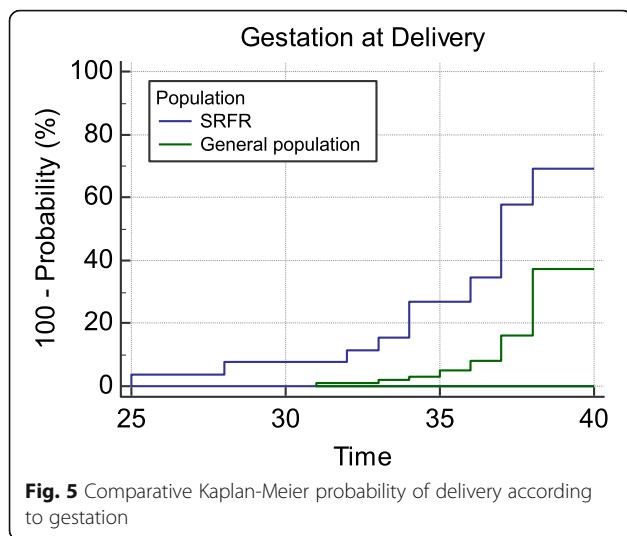 Gestation at Delivery
100 - Probability (%)
100
80
60
40
20
0
Population
SRFR
General population
25 30 35 40
Time
Fig. 5 Comparative Kaplan-Meier probability of delivery according
to gestation